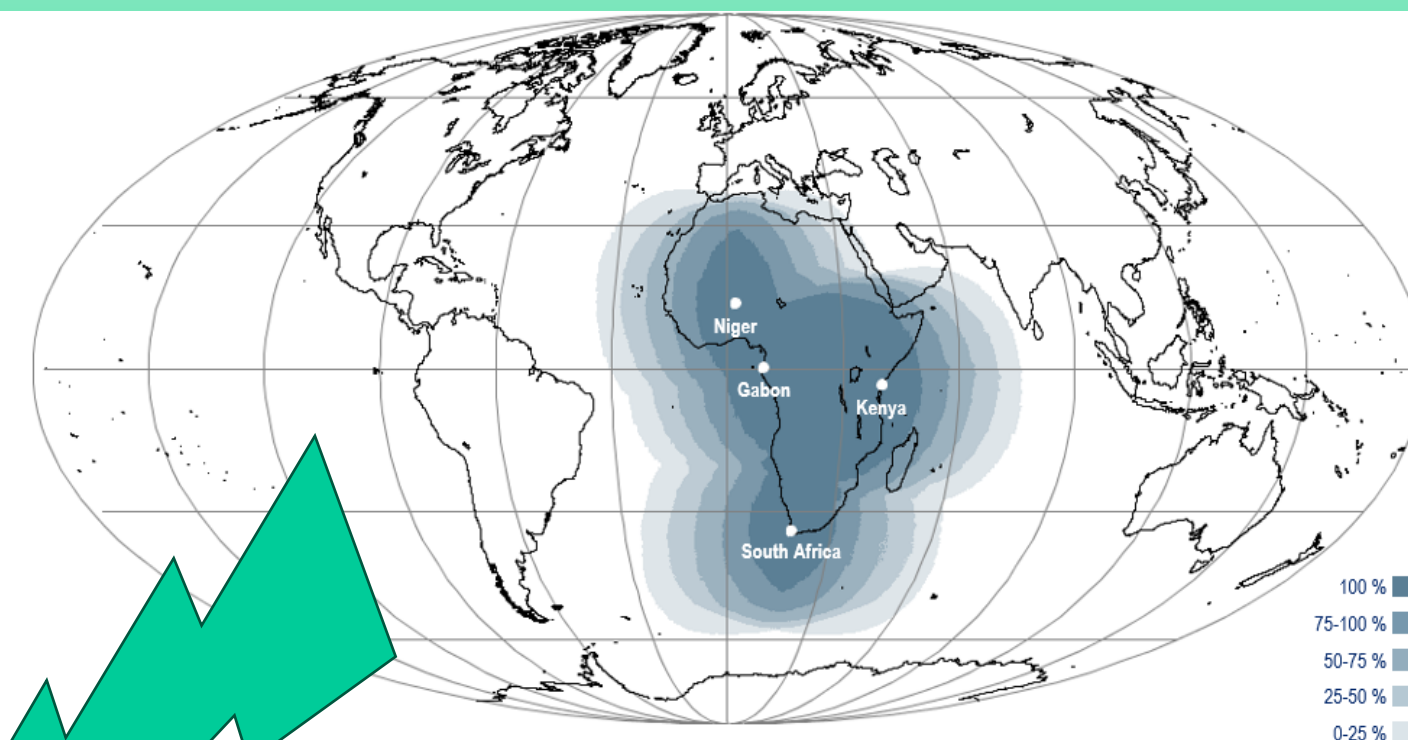 Niger
Gabon
Kenya
South Africa
100 %
75-100 %
50-75 %
25-50 %
0-25 %